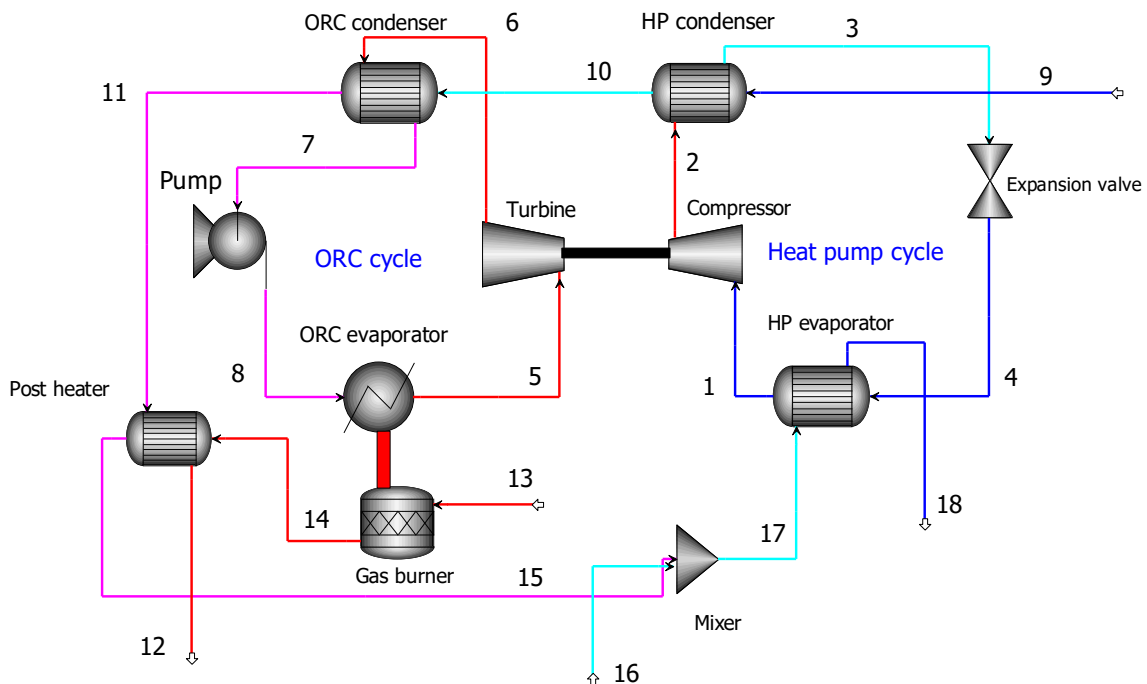 ORC condenser
6
HP condenser
3
11
10
9
7
2
Pump
Expansion valve
Turbine
Compressor
ORC cycle
Heat pump cycle
ORC evaporator
HP evaporator
8
5
1
4
Post heater
13
14
18
17
Gas burner
15
Mixer
12
16